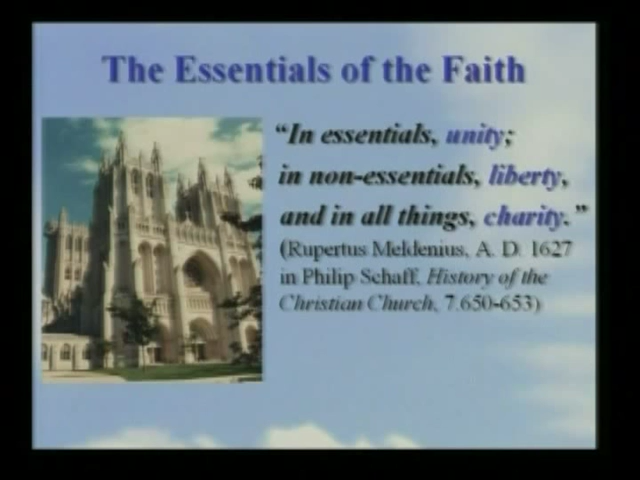 The Essentials of the Faith
“In essentials, unity;
in non-essentials, liberty,
and in all things, charity.”
(Rupertus Meldenius, A. D. 1627
in Philip Schaff, History of the
Christian Church, 7.650-653)